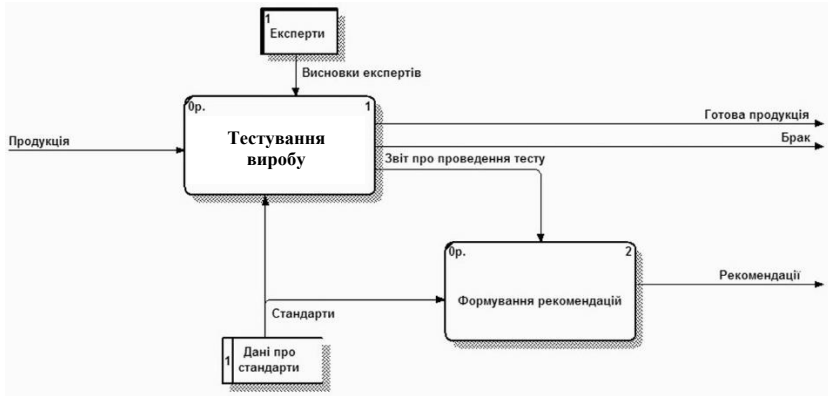 1
Експерти
Висновки експертів
0р.
1
Тестування
виробу
Продукція
Готова продукція
Брак
Звіт про проведення тесту
0р.
2
Формування рекомендацій
Рекомендації
Стандарти
1
Дані про
стандарти